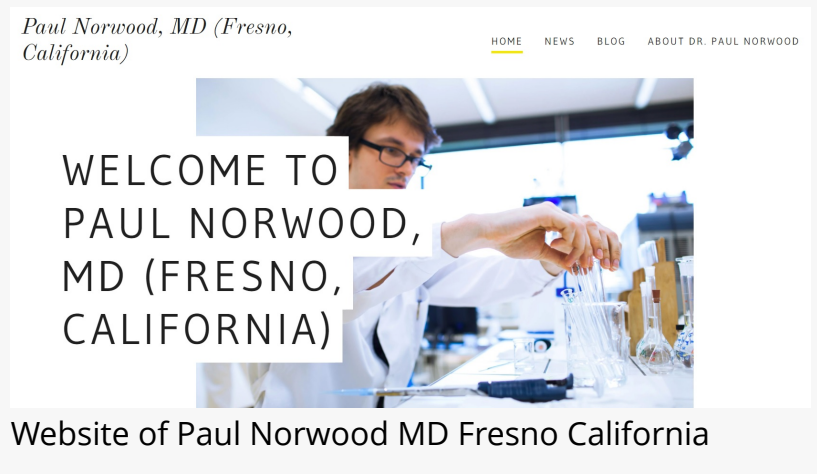 Paul Norwood, MD (Fresno,
California)
HOME NEWS BLOG ABOUT DR. PAUL NORWOOD
WELCOME TO
PAUL NORWOOD,
MD (FRESNO,
CALIFORNIA)
Website of Paul Norwood MD Fresno California